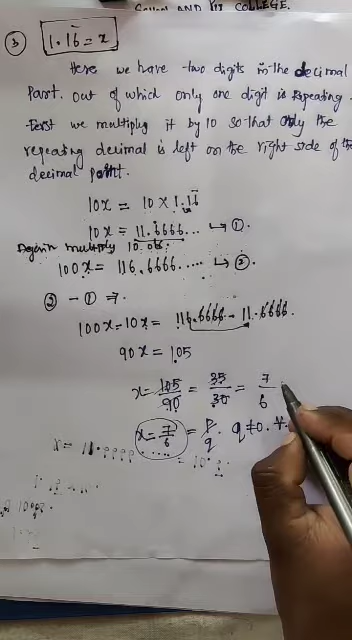 COLLEGE.
③ 1.16̅ = x
Here we have two digits in the decimal
part. Out of which only one digit is Repeating.
First we multiply it by 10 so that only the
repeating decimal is left on the right side of the
decimal point.
10x = 10 × 1.16̅
10x = 11.6666... ↳ ①.
Again multiply 10.
100x = 116.6666..... ↳ ②.
② - ① ⇒
100x - 10x = 116.6666 - 11.6666.
90x = 105
x = 105/90 = 35/30 = 7/6
x = 7/6 = p/q. q ≠ 0.